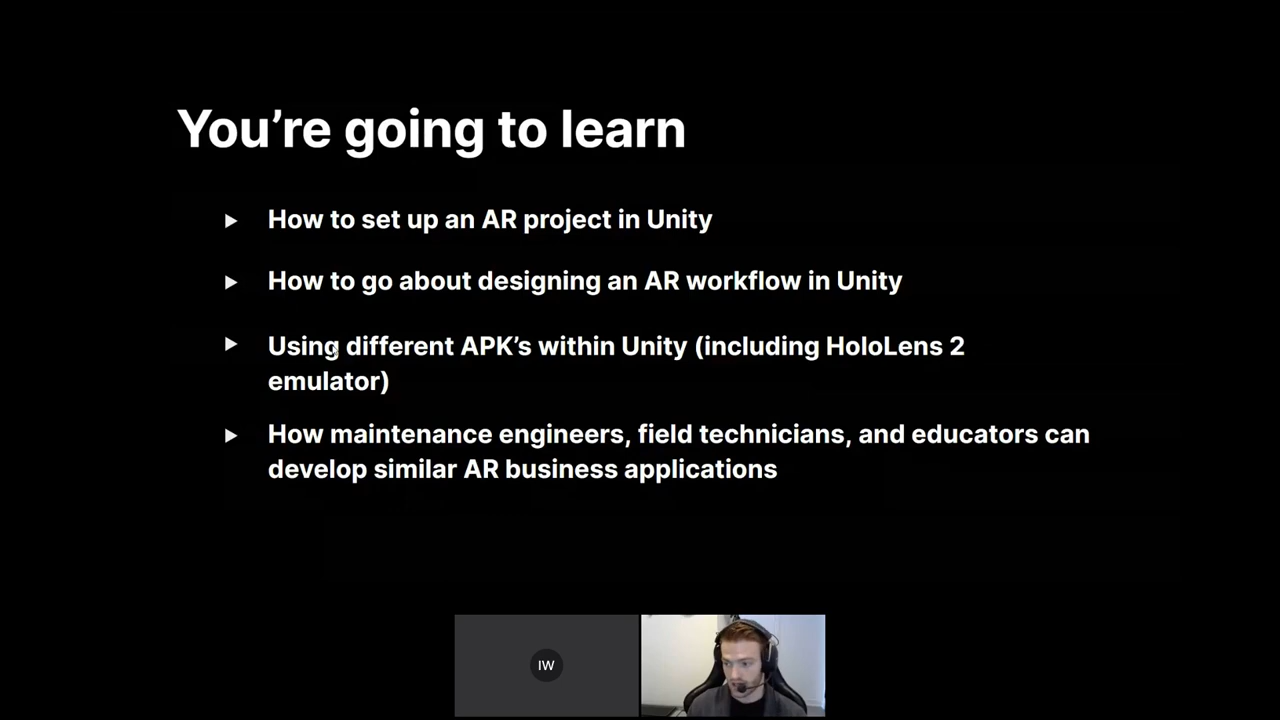 You’re going to learn
How to set up an AR project in Unity
How to go about designing an AR workflow in Unity
Using different APK’s within Unity (including HoloLens 2
emulator)
How maintenance engineers, field technicians, and educators can
develop similar AR business applications
IW